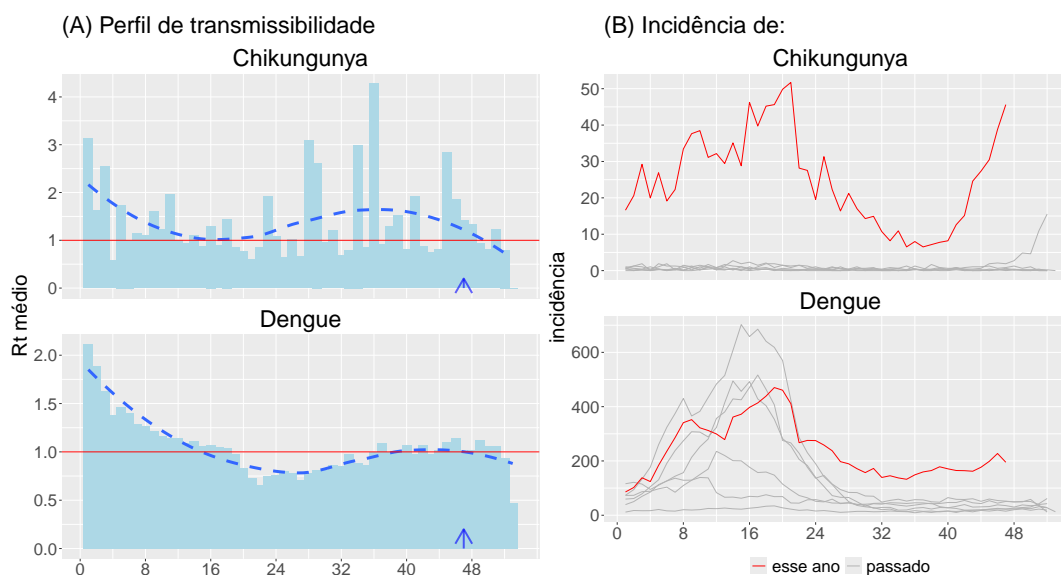 (A) Perfil de transmissibilidade
Chikungunya
4
3
2
1
0
Dengue
2.0
1.5
1.0
0.5
0.0
0 8 16 24 32 40 48
Rt médio
(B) Incidência de:
Chikungunya
50
40
30
20
10
0
Dengue
600
400
200
0
0 8 16 24 32 40 48
incidência
esse ano passado